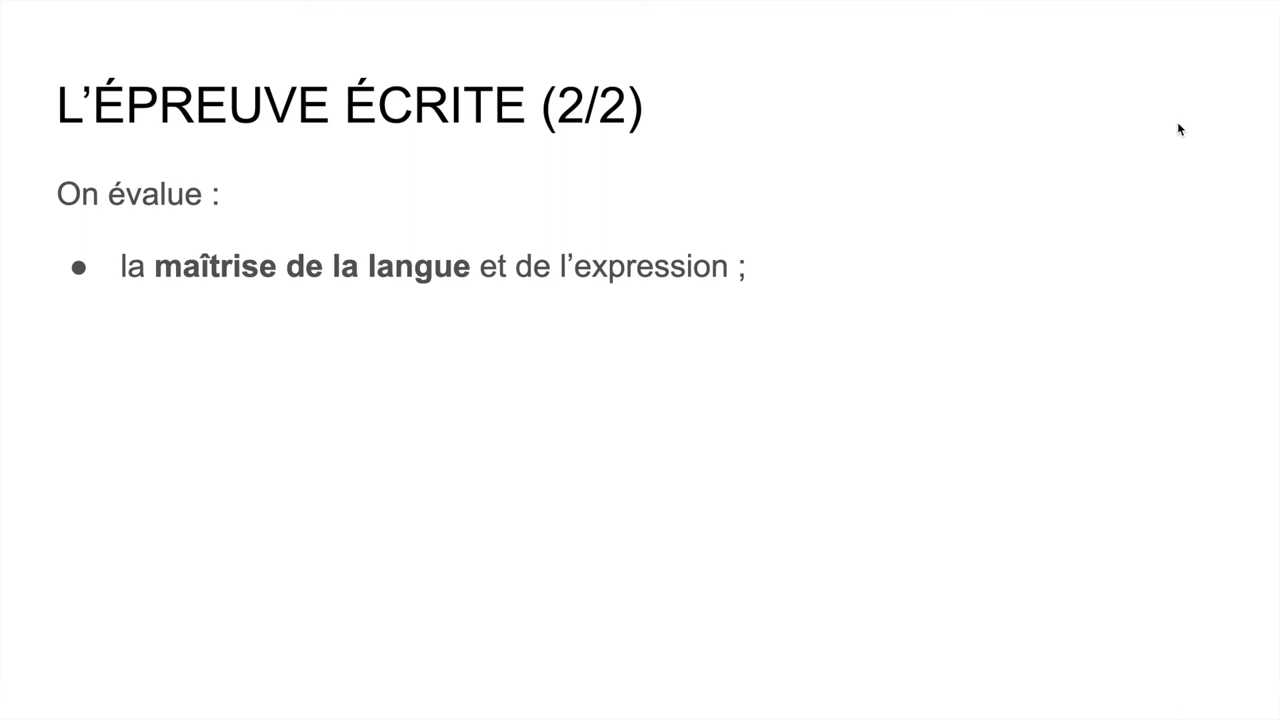 L’ÉPREUVE ÉCRITE (2/2)
On évalue :
● la maîtrise de la langue et de l’expression ;